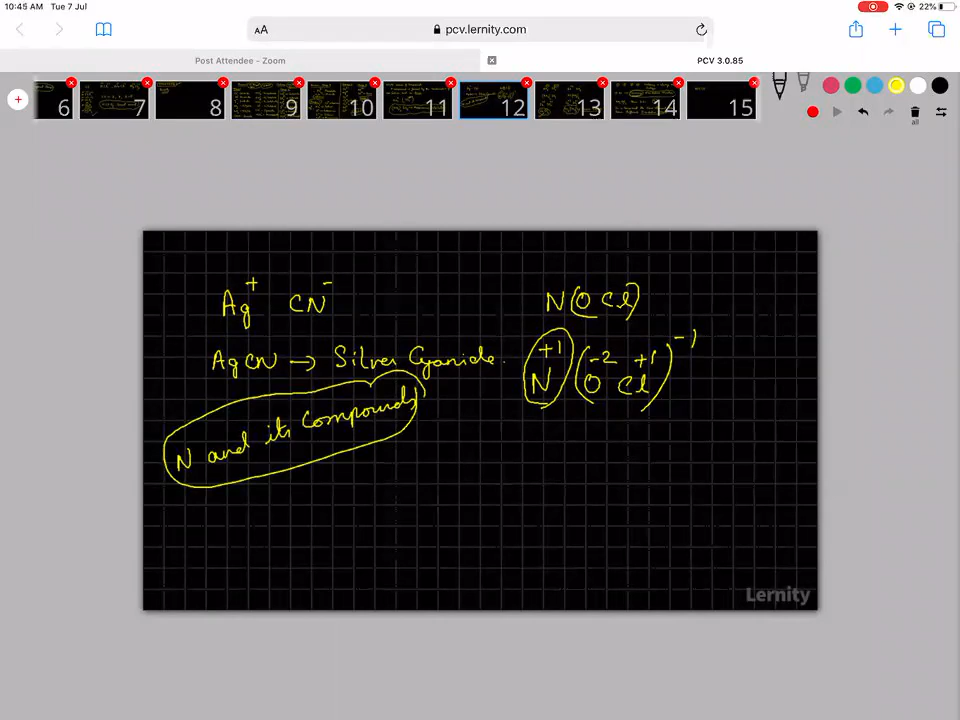 10:45 AM Tue 7 Jul
22%
AA
pcv.lernity.com
Post Attendee - Zoom
PCV 3.0.85
6 7 8 9 10 11 12 13 14 15
all
Ag+ CN-
N(OCl)
AgCN → Silver Cyanide.
+1 -2 +1 -1
N (O Cl)
N and its Compounds
Lernity